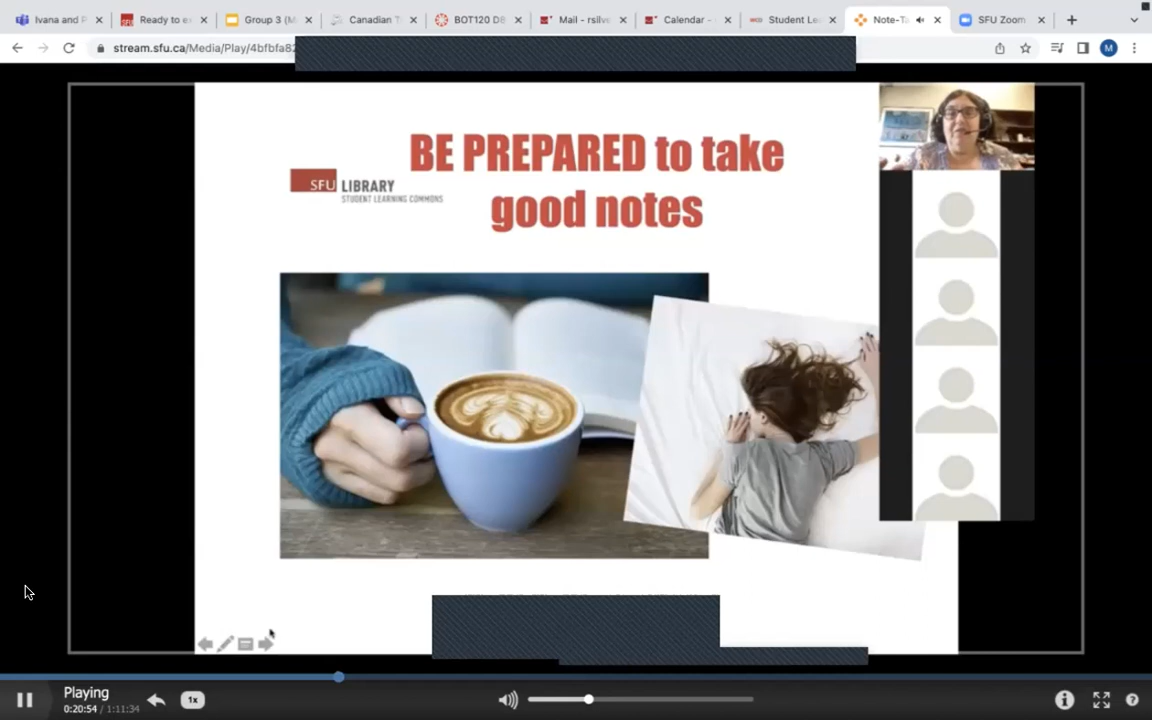 Ivana and P
Ready to e
Group 3 (M
Canadian T
BOT120 D
Mail - rsilv
Calendar -
Student Le
Note-Ta
SFU Zoom
stream.sfu.ca/Media/Play/4bfbfa82
M
BE PREPARED to take
good notes
SFU LIBRARY
STUDENT LEARNING COMMONS
Playing
0:20:54 / 1:11:34
1x